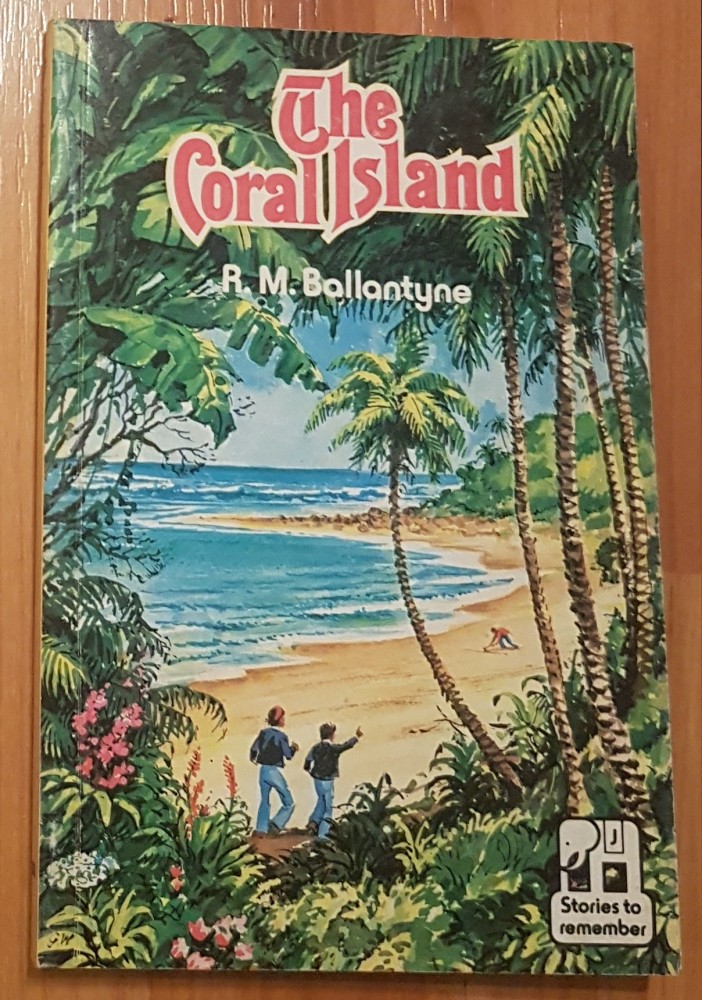 The
Coral Island
R. M. Ballantyne
Stories to
remember